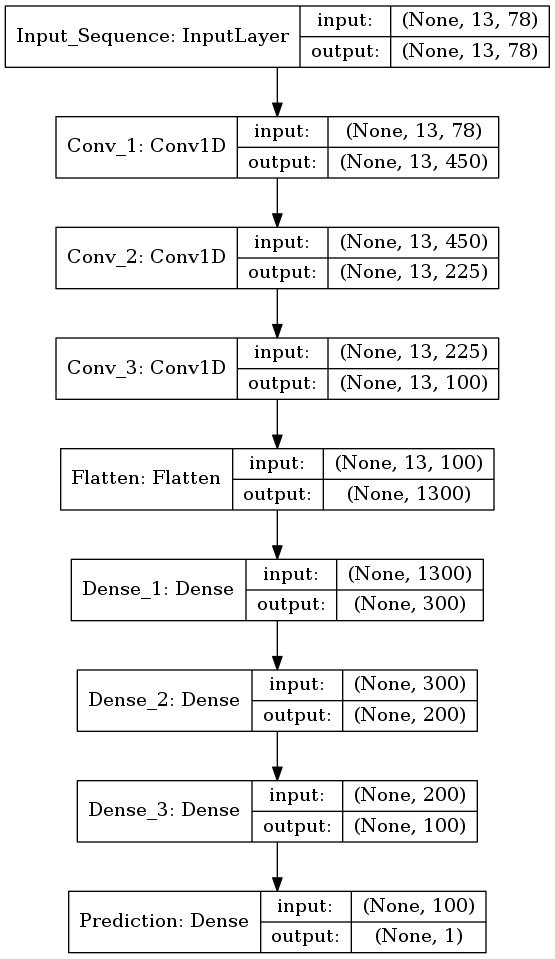 Input_Sequence: InputLayer
input: (None, 13, 78)
output: (None, 13, 78)
Conv_1: Conv1D
input: (None, 13, 78)
output: (None, 13, 450)
Conv_2: Conv1D
input: (None, 13, 450)
output: (None, 13, 225)
Conv_3: Conv1D
input: (None, 13, 225)
output: (None, 13, 100)
Flatten: Flatten
input: (None, 13, 100)
output: (None, 1300)
Dense_1: Dense
input: (None, 1300)
output: (None, 300)
Dense_2: Dense
input: (None, 300)
output: (None, 200)
Dense_3: Dense
input: (None, 200)
output: (None, 100)
Prediction: Dense
input: (None, 100)
output: (None, 1)